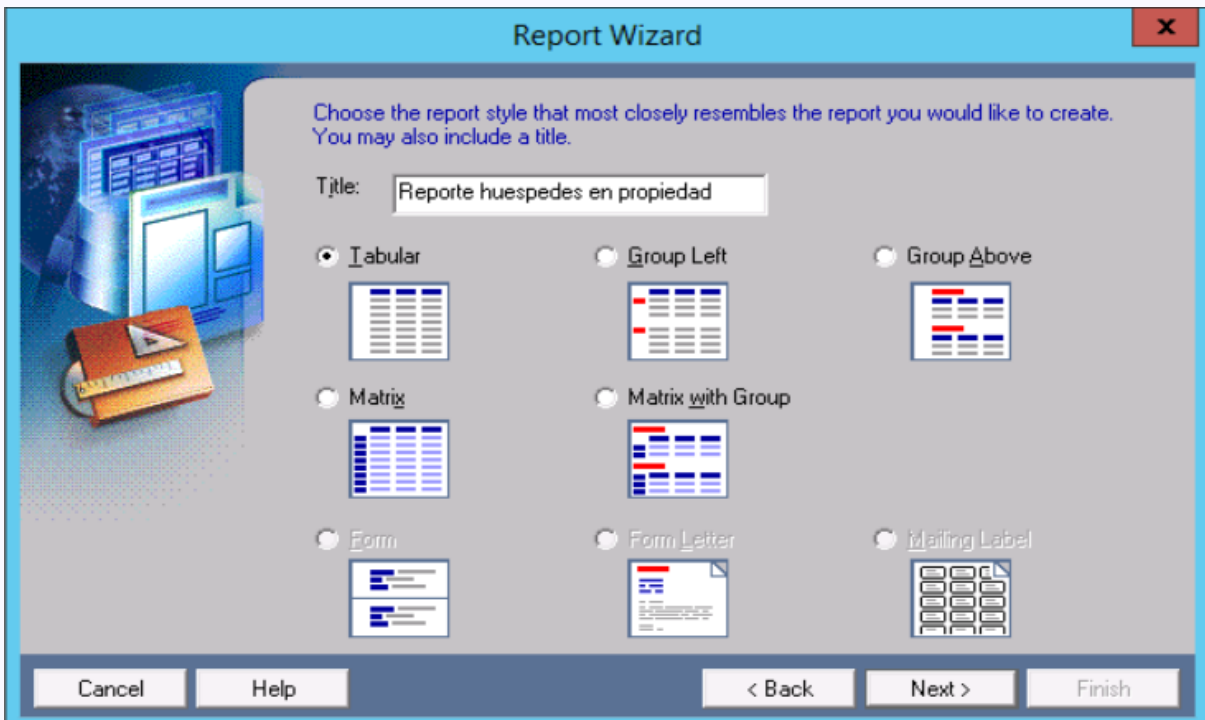 Report Wizard
x
Choose the report style that most closely resembles the report you would like to create.
You may also include a title.
Title: Reporte huespedes en propiedad
Tabular Group Left Group Above
Matrix Matrix with Group
Form Form Letter Mailing Label
Cancel Help < Back Next > Finish